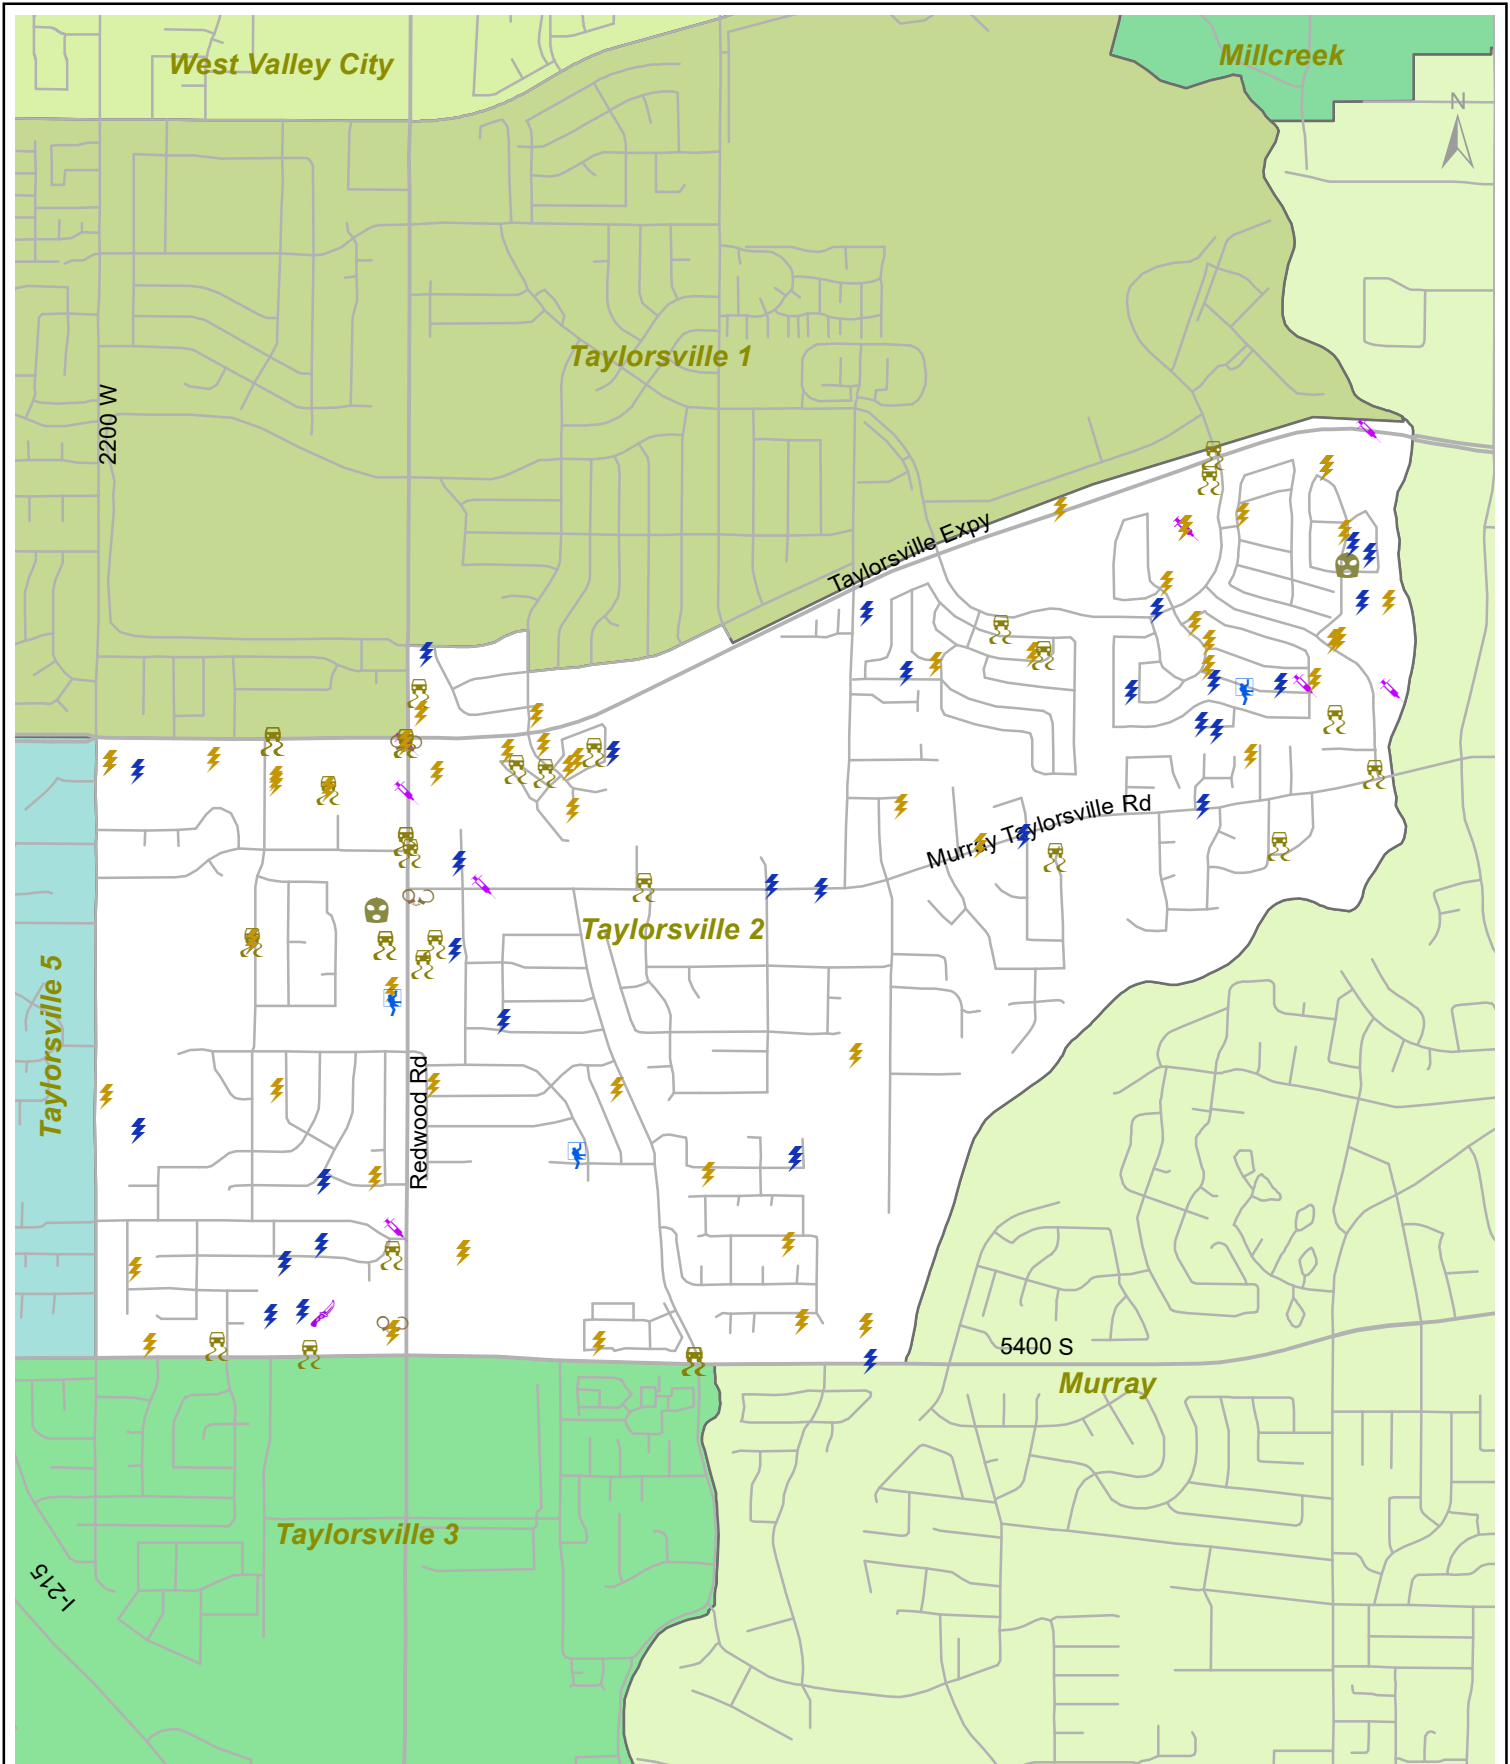 West Valley City
Millcreek
N
Taylorsville 1
2200 W
Taylorsville Expy
Murray Taylorsville Rd
Taylorsville 2
Taylorsville 5
Redwood Rd
5400 S
Murray
Taylorsville 3
I-215